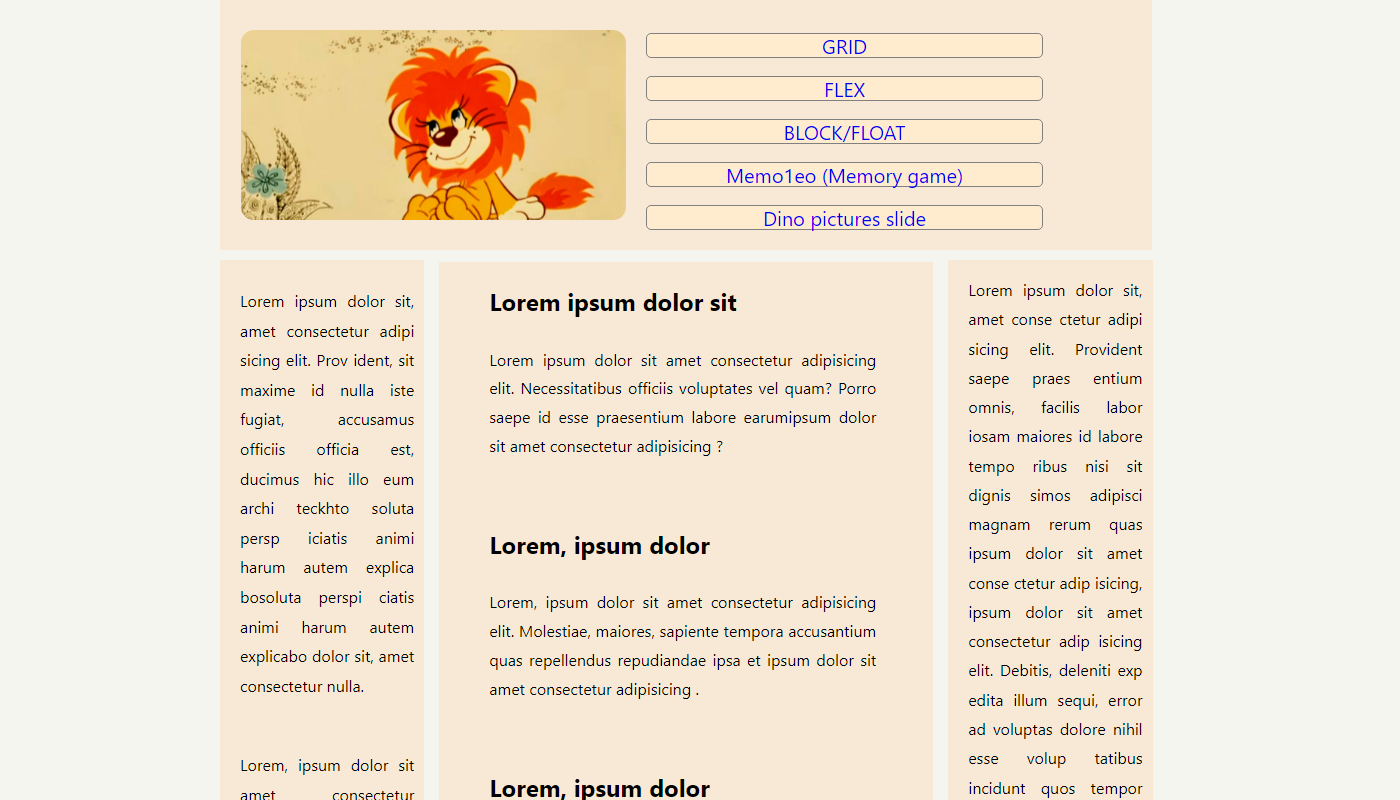 GRID
FLEX
BLOCK/FLOAT
Memo1eo (Memory game)
Dino pictures slide
Lorem ipsum dolor sit,
amet consectetur adipi
sicing elit. Prov ident, sit
maxime id nulla iste
fugiat, accusamus
officiis officia est,
ducimus hic illo eum
archi teckhto soluta
persp iciatis animi
harum autem explica
bosoluta perspi ciatis
animi harum autem
explicabo dolor sit, amet
consectetur nulla.
Lorem, ipsum dolor sit
amet consectetur
Lorem ipsum dolor sit
Lorem ipsum dolor sit amet consectetur adipisicing
elit. Necessitatibus officiis voluptates vel quam? Porro
saepe id esse praesentium labore earumipsum dolor
sit amet consectetur adipisicing ?
Lorem, ipsum dolor
Lorem, ipsum dolor sit amet consectetur adipisicing
elit. Molestiae, maiores, sapiente tempora accusantium
quas repellendus repudiandae ipsa et ipsum dolor sit
amet consectetur adipisicing .
Lorem, ipsum dolor
Lorem ipsum dolor sit,
amet conse ctetur adipi
sicing elit. Provident
saepe praes entium
omnis, facilis labor
iosam maiores id labore
tempo ribus nisi sit
dignis simos adipisci
magnam rerum quas
ipsum dolor sit amet
conse ctetur adip isicing,
ipsum dolor sit amet
consectetur adip isicing
elit. Debitis, deleniti exp
edita illum sequi, error
ad voluptas dolore nihil
esse volup tatibus
incidunt quos tempor